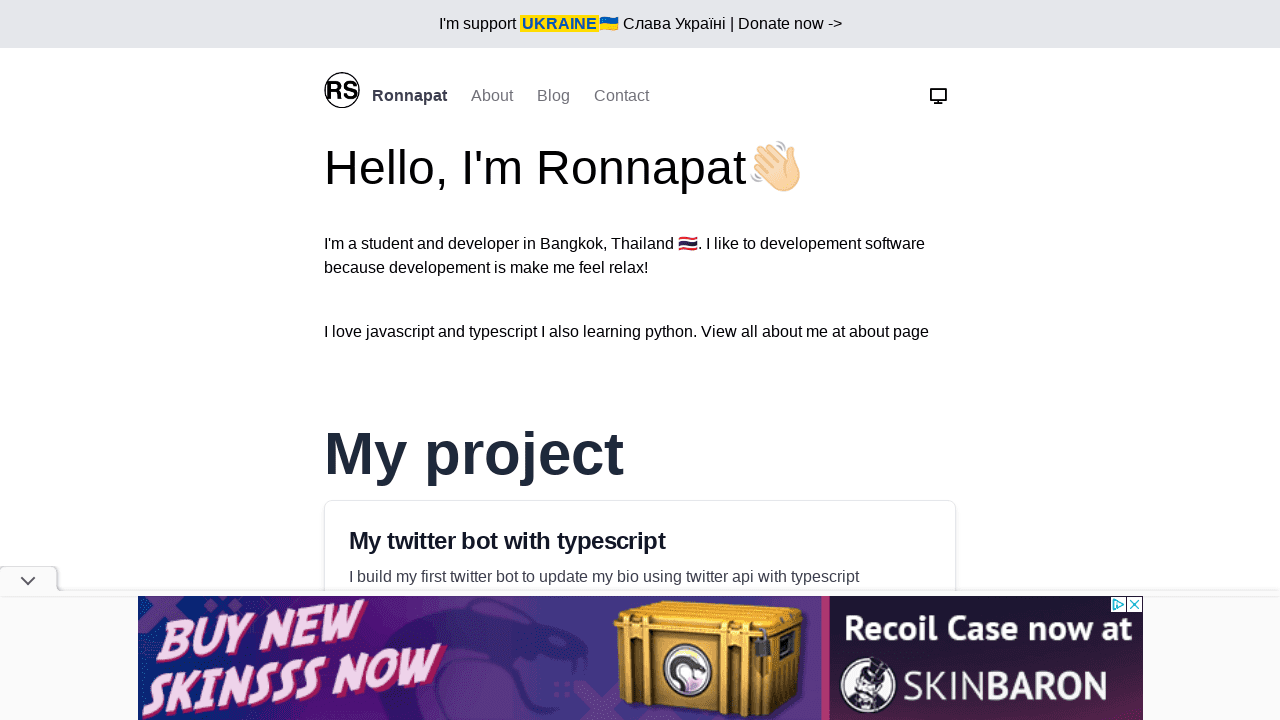 I'm support UKRAINE🇺🇦 Слава Україні | Donate now ->
RS Ronnapat About Blog Contact
Hello, I'm Ronnapat👋🏻
I'm a student and developer in Bangkok, Thailand 🇹🇭. I like to developement software
because developement is make me feel relax!
I love javascript and typescript I also learning python. View all about me at about page
My project
My twitter bot with typescript
I build my first twitter bot to update my bio using twitter api with typescript
BUY NEW
SKINSSS NOW
Recoil Case now at
SKINBARON